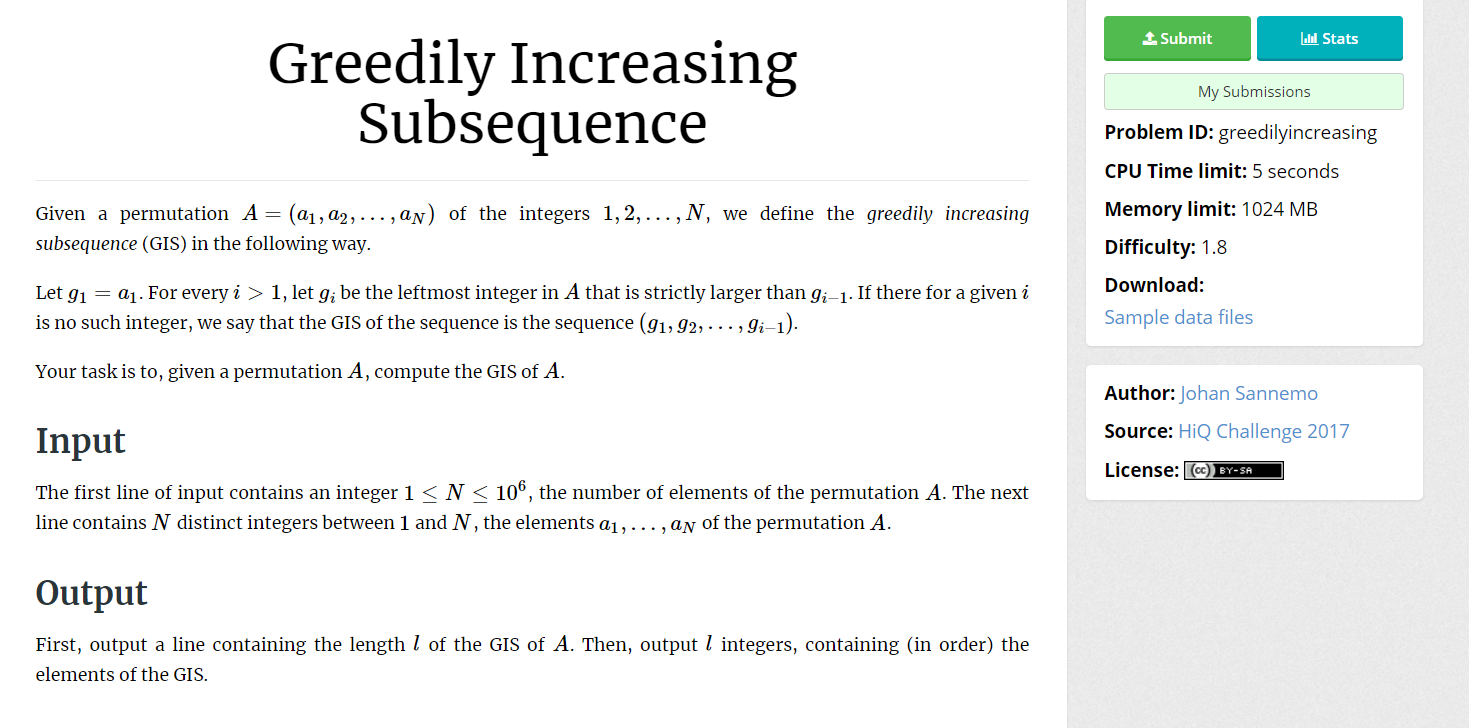 Greedily Increasing
Subsequence
Given a permutation A = (a₁, a₂, . . . , a_N) of the integers 1, 2, . . . , N, we define the greedily increasing
subsequence (GIS) in the following way.
Let g₁ = a₁. For every i > 1, let gᵢ be the leftmost integer in A that is strictly larger than gᵢ₋₁. If there for a given i
is no such integer, we say that the GIS of the sequence is the sequence (g₁, g₂, . . . , gᵢ₋₁).
Your task is to, given a permutation A, compute the GIS of A.
Input
The first line of input contains an integer 1 ≤ N ≤ 10⁶, the number of elements of the permutation A. The next
line contains N distinct integers between 1 and N, the elements a₁, . . . , a_N of the permutation A.
Output
First, output a line containing the length l of the GIS of A. Then, output l integers, containing (in order) the
elements of the GIS.
Submit
Stats
My Submissions
Problem ID: greedilyincreasing
CPU Time limit: 5 seconds
Memory limit: 1024 MB
Difficulty: 1.8
Download:
Sample data files
Author: Johan Sannemo
Source: HiQ Challenge 2017
License: (cc) BY-SA